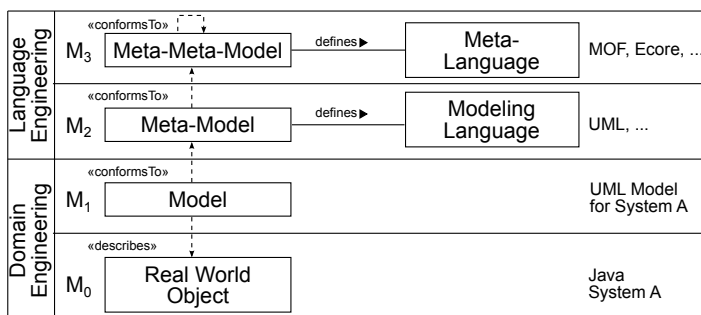 Language
Engineering
M3
«conformsTo»
Meta-Meta-Model
defines
Meta-
Language
MOF, Ecore, ...
M2
«conformsTo»
Meta-Model
defines
Modeling
Language
UML, ...
Domain
Engineering
M1
«conformsTo»
Model
UML Model
for System A
M0
«describes»
Real World
Object
Java
System A